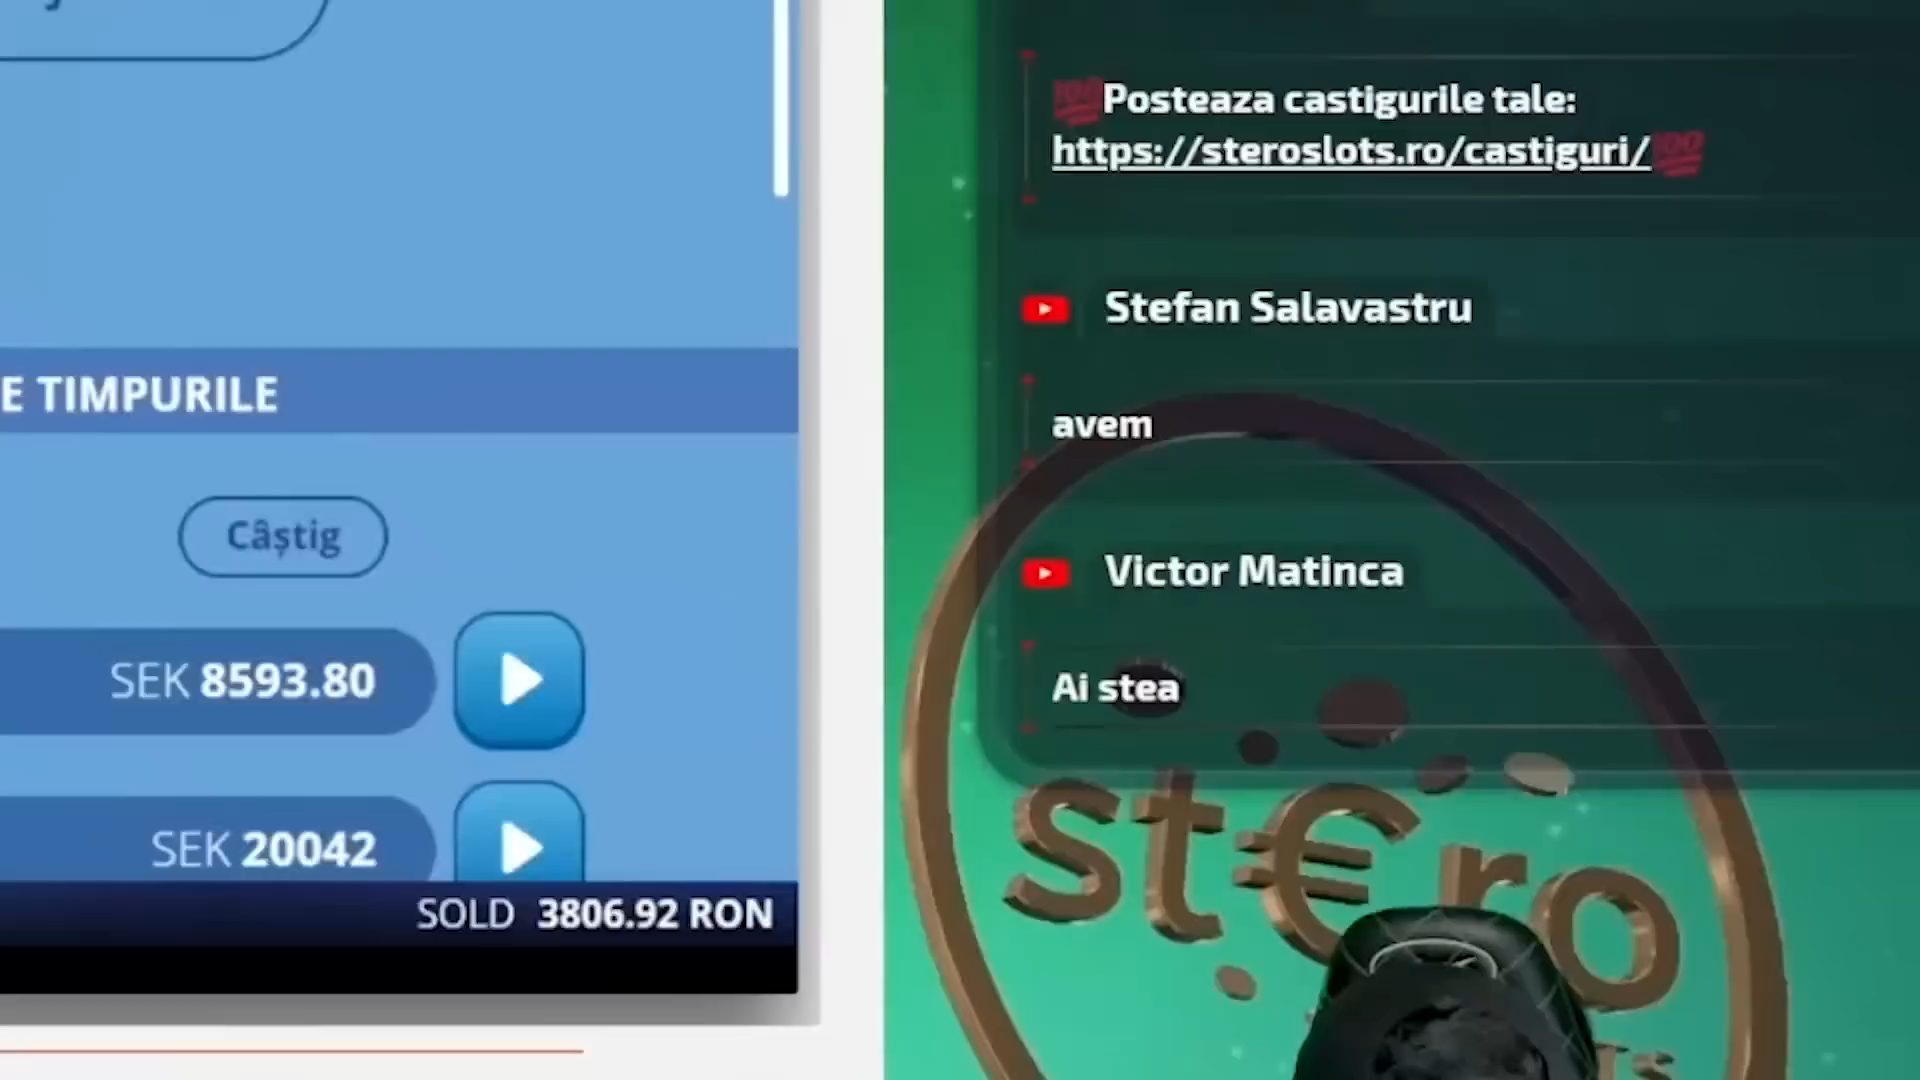 E TIMPURILE
Câștig
SEK 8593.80
SEK 20042
SOLD 3806.92 RON
💯Posteaza castigurile tale:
https://steroslots.ro/castiguri/💯
Stefan Salavastru
avem
Victor Matinca
Ai stea
st€ro